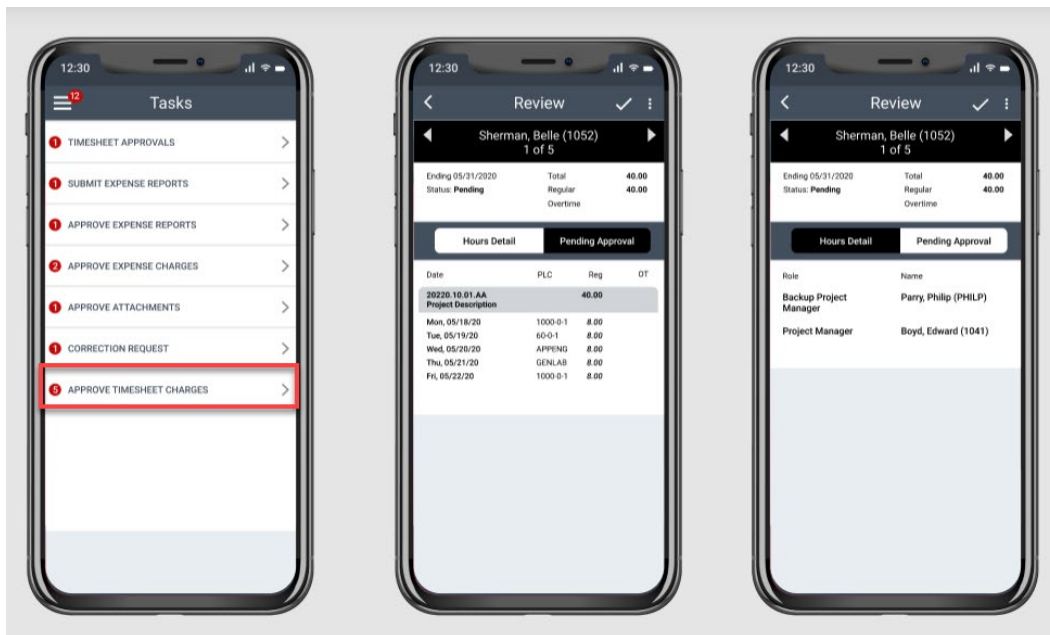 12:30
12
Tasks
1 TIMESHEET APPROVALS
1 SUBMIT EXPENSE REPORTS
1 APPROVE EXPENSE REPORTS
2 APPROVE EXPENSE CHARGES
1 APPROVE ATTACHMENTS
1 CORRECTION REQUEST
5 APPROVE TIMESHEET CHARGES
12:30
Review
Sherman, Belle (1052)
1 of 5
Ending 05/31/2020 Total 40.00
Status: Pending Regular 40.00
Overtime
Hours Detail Pending Approval
Date PLC Reg OT
20220.10.01.AA 40.00
Project Description
Mon, 05/18/20 1000-0-1 8.00
Tue, 05/19/20 60-0-1 8.00
Wed, 05/20/20 APPENG 8.00
Thu, 05/21/20 GENLAB 8.00
Fri, 05/22/20 1000-0-1 8.00
12:30
Review
Sherman, Belle (1052)
1 of 5
Ending 05/31/2020 Total 40.00
Status: Pending Regular 40.00
Overtime
Hours Detail Pending Approval
Role Name
Backup Project Parry, Philip (PHILP)
Manager
Project Manager Boyd, Edward (1041)